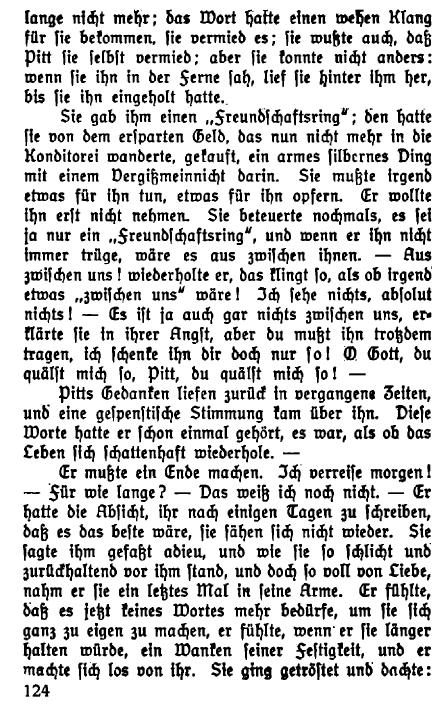 lange nicht mehr; das Wort hatte einen wehen Klang
für sie bekommen, sie vermied es; sie wußte auch, daß
Pitt sie selbst vermied; aber sie konnte nicht anders:
wenn sie ihn in der Ferne sah, lief sie hinter ihm her,
bis sie ihn eingeholt hatte.
Sie gab ihm einen „Freundschaftsring“; den hatte
sie von dem ersparten Geld, das nun nicht mehr in die
Konditorei wanderte, gekauft, ein armes silbernes Ding
mit einem Vergißmeinnicht darin. Sie mußte irgend
etwas für ihn tun, etwas für ihn opfern. Er wollte
ihn erst nicht nehmen. Sie beteuerte nochmals, es sei
ja nur ein „Freundschaftsring“, und wenn er ihn nicht
immer trüge, wäre es aus zwischen ihnen. — Aus
zwischen uns! wiederholte er, das klingt so, als ob irgend
etwas „zwischen uns“ wäre! Ich sehe nichts, absolut
nichts! — Es ist ja auch gar nichts zwischen uns, er-
klärte sie in ihrer Angst, aber du mußt ihn trotzdem
tragen, ich schenke ihn dir doch nur so! O Gott, du
quälst mich so, Pitt, du quälst mich so! —
Pitts Gedanken liefen zurück in vergangene Zeiten,
und eine gespenstische Stimmung kam über ihn. Diese
Worte hatte er schon einmal gehört, es war, als ob das
Leben sich schattenhaft wiederhole. —
Er mußte ein Ende machen. Ich verreise morgen!
— Für wie lange? — Das weiß ich noch nicht. — Er
hatte die Absicht, ihr nach einigen Tagen zu schreiben,
daß es das beste wäre, sie sähen sich nicht wieder. Sie
sagte ihm gefaßt adieu, und wie sie so schlicht und
zurückhaltend vor ihm stand, und doch so voll von Liebe,
nahm er sie ein letztes Mal in seine Arme. Er fühlte,
daß es jetzt keines Wortes mehr bedürfe, um sie sich
ganz zu eigen zu machen, er fühlte, wenn er sie länger
halten würde, ein Wanken seiner Festigkeit, und er
machte sich los von ihr. Sie ging getröstet und dachte:
124